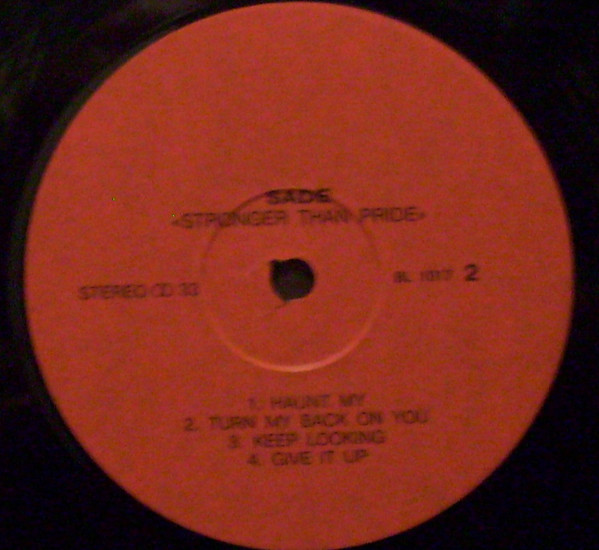 SADE
«STRONGER THAN PRIDE»
STEREO ↀ 33
BL 1017 2
1. HAUNT MY
2. TURN MY BACK ON YOU
3. KEEP LOOKING
4. GIVE IT UP